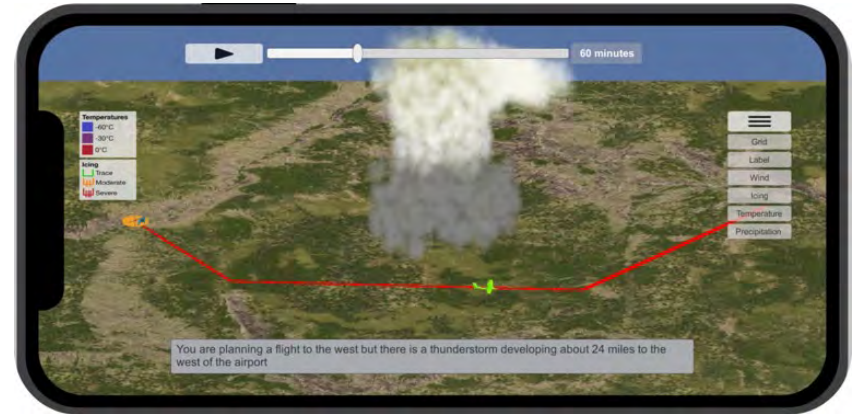 60 minutes
Temperatures
-60°C
-30°C
0°C
Icing
Trace
Moderate
Severe
Grid
Label
Wind
Icing
Temperature
Precipitation
You are planning a flight to the west but there is a thunderstorm developing about 24 miles to the
west of the airport